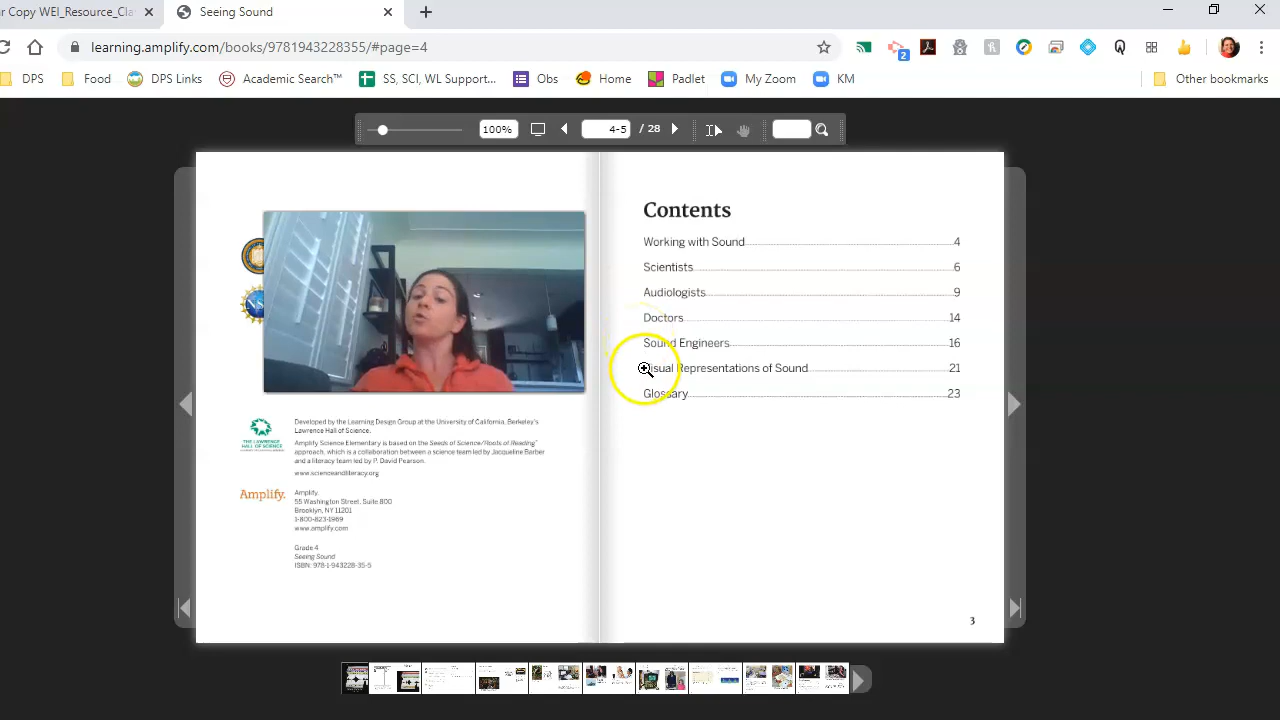 r Copy WEI_Resource_Cla
Seeing Sound
learning.amplify.com/books/9781943228355/#page=4
2
DPS
Food
DPS Links
Academic Search™
SS, SCI, WL Support...
Obs
Home
Padlet
My Zoom
KM
Other bookmarks
100%
4-5 / 28
Contents
Working with Sound 4
Scientists 6
Audiologists 9
Doctors 14
Sound Engineers 16
Visual Representations of Sound 21
Glossary 23
THE LAWRENCE
HALL OF SCIENCE
Developed by the Learning Design Group at the University of California, Berkeley's
Lawrence Hall of Science.
Amplify Science Elementary is based on the Seeds of Science/Roots of Reading®
approach, which is a collaboration between a science team led by Jacqueline Barber
and a literacy team led by P. David Pearson.
www.scienceandliteracy.org
Amplify.
Amplify.
55 Washington Street, Suite 800
Brooklyn, NY 11201
1-800-823-1969
www.amplify.com
Grade 4
Seeing Sound
ISBN: 978-1-943228-35-5
3